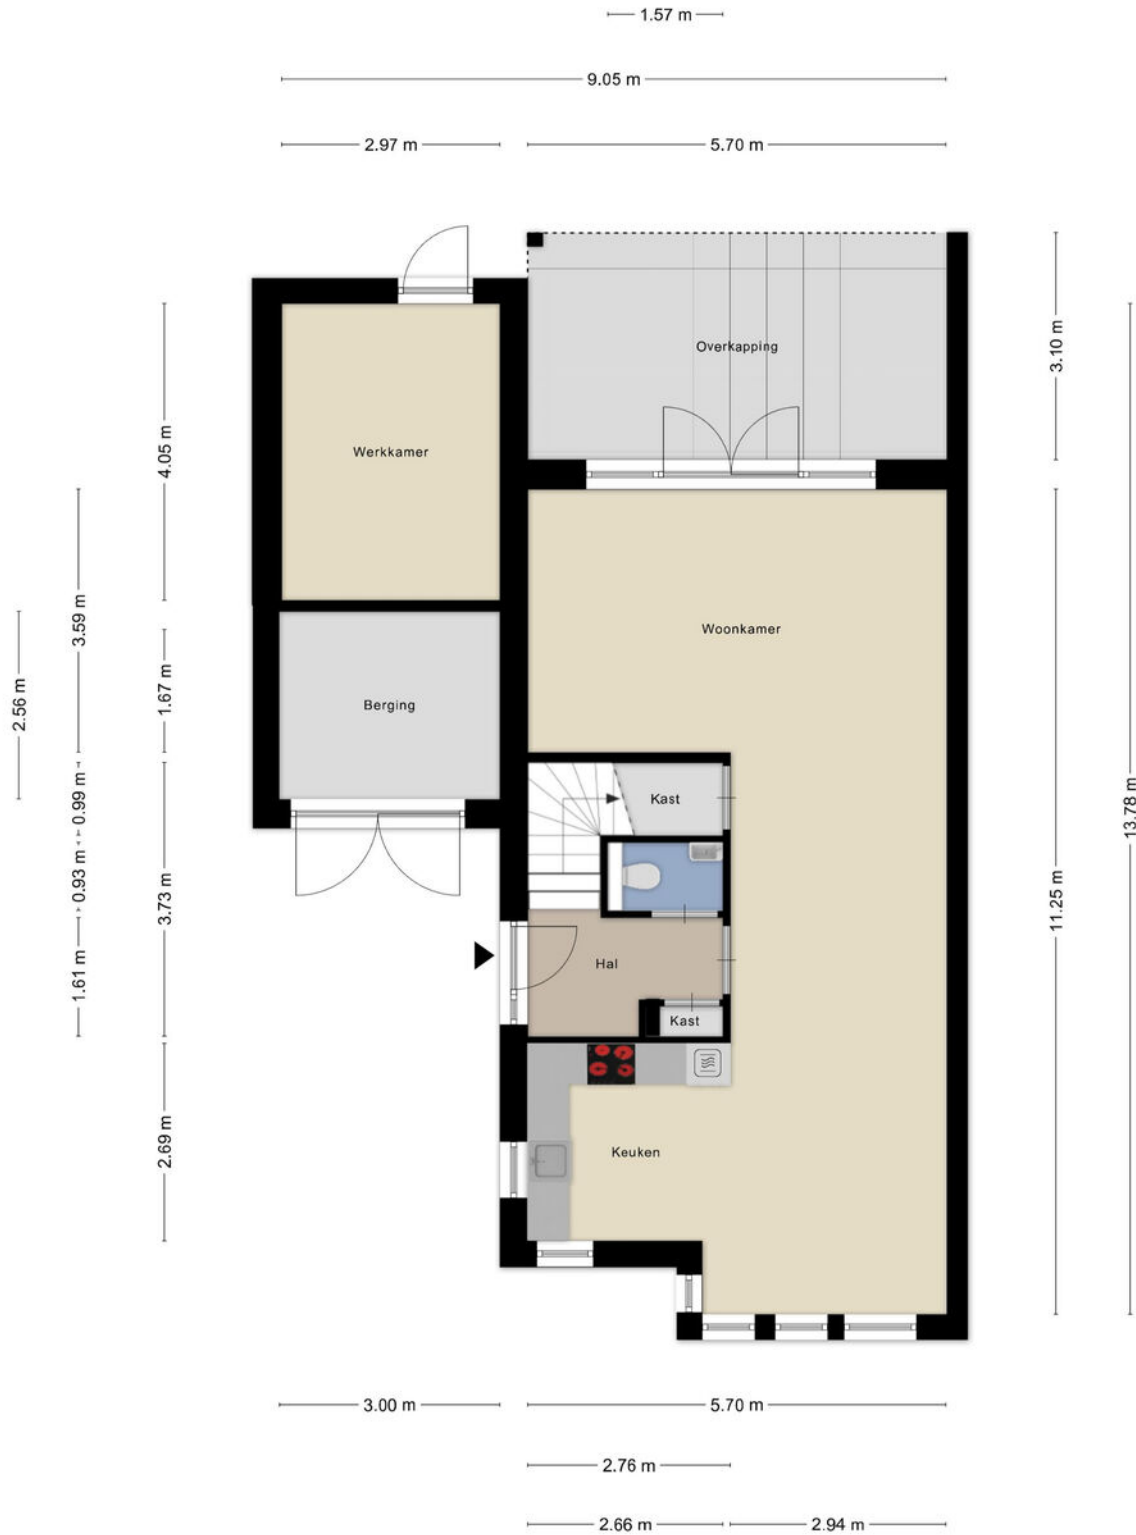 1.57 m
9.05 m
2.97 m
5.70 m
3.10 m
Overkapping
4.05 m
Werkkamer
3.59 m
Woonkamer
2.56 m
1.67 m
Berging
13.78 m
0.99 m
Kast
0.93 m
3.73 m
11.25 m
1.61 m
Hal
Kast
2.69 m
Keuken
3.00 m
5.70 m
2.76 m
2.66 m
2.94 m